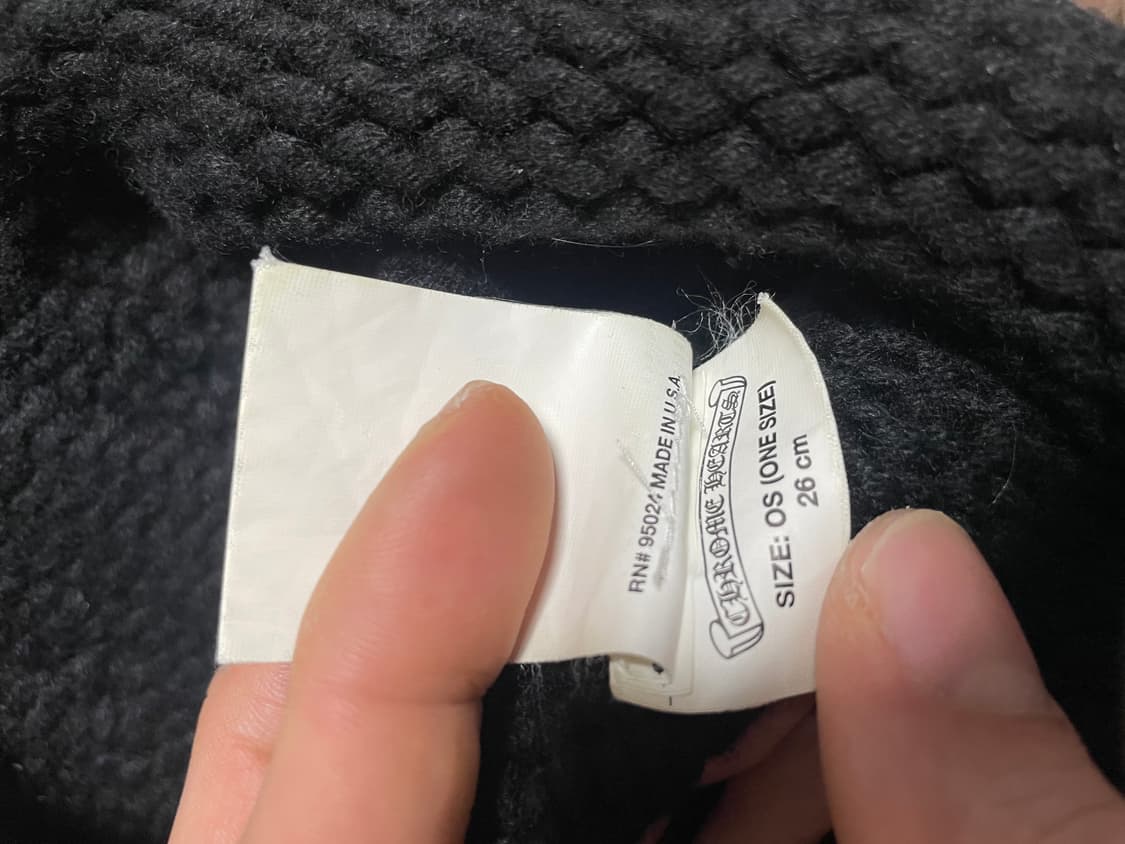 RN# 95024 MADE IN U.S.A.
CHROME HEARTS
SIZE: OS (ONE SIZE)
26 cm